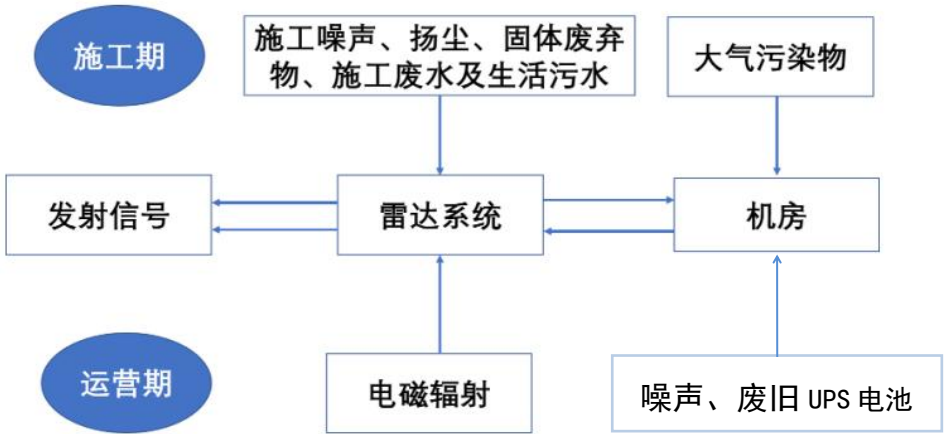 施工期
施工噪声、扬尘、固体废弃
物、施工废水及生活污水
大气污染物
发射信号
雷达系统
机房
运营期
电磁辐射
噪声、废旧 UPS 电池